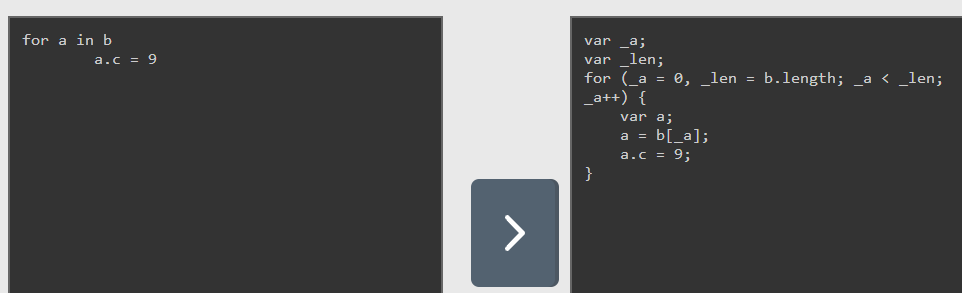 for a in b
        a.c = 9
var _a;
var _len;
for (_a = 0, _len = b.length; _a < _len;
_a++) {
    var a;
    a = b[_a];
    a.c = 9;
}